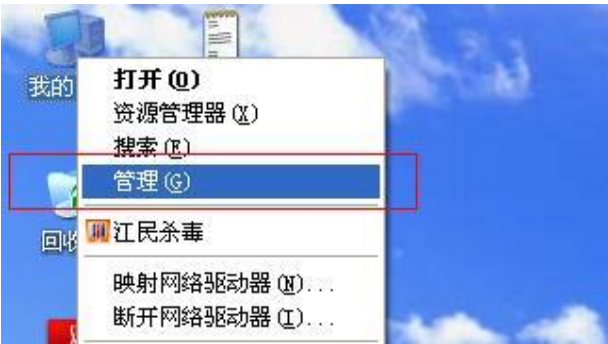 我的
打开(O)
资源管理器(X)
搜索(E)
管理(G)
回收
江民杀毒
映射网络驱动器(N)...
断开网络驱动器(I)...